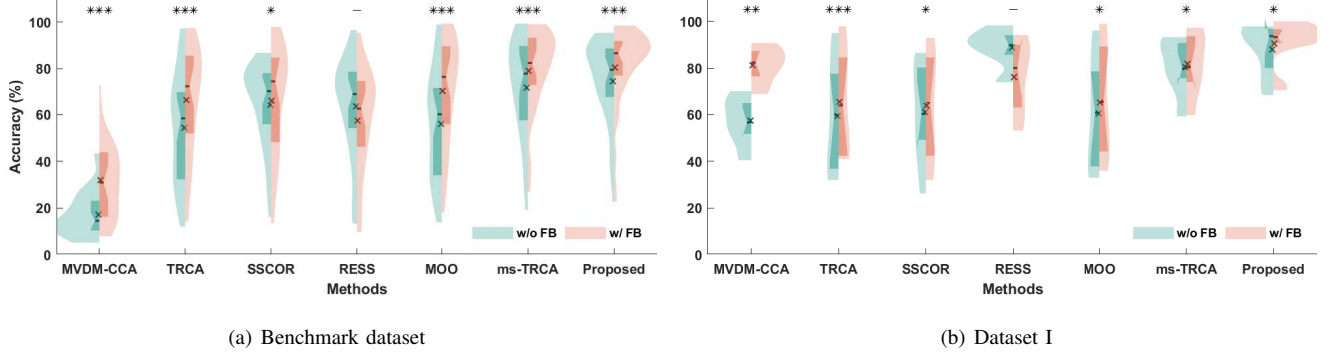 *** *** * – *** *** ***
100
80
60
40
20
0
Accuracy (%)
w/o FB w/ FB
MVDM-CCA TRCA SSCOR RESS MOO ms-TRCA Proposed
Methods
(a) Benchmark dataset
** *** * – * * *
100
80
60
40
20
0
w/o FB w/ FB
MVDM-CCA TRCA SSCOR RESS MOO ms-TRCA Proposed
Methods
(b) Dataset I